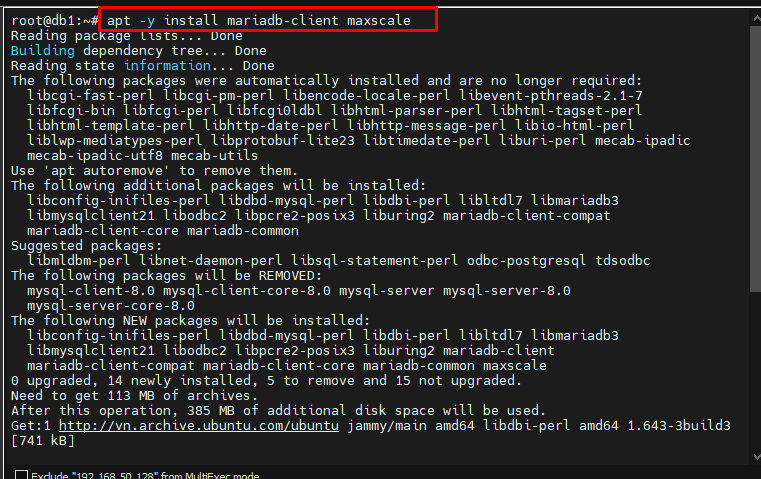 root@db1:~# apt -y install mariadb-client maxscale
Reading package lists... Done
Building dependency tree... Done
Reading state information... Done
The following packages were automatically installed and are no longer required:
  libcgi-fast-perl libcgi-pm-perl libencode-locale-perl libevent-pthreads-2.1-7
  libfcgi-bin libfcgi-perl libfcgi0ldbl libhtml-parser-perl libhtml-tagset-perl
  libhtml-template-perl libhttp-date-perl libhttp-message-perl libio-html-perl
  liblwp-mediatypes-perl libprotobuf-lite23 libtimedate-perl liburi-perl mecab-ipadic
  mecab-ipadic-utf8 mecab-utils
Use 'apt autoremove' to remove them.
The following additional packages will be installed:
  libconfig-inifiles-perl libdbd-mysql-perl libdbi-perl libltdl7 libmariadb3
  libmysqlclient21 libodbc2 libpcre2-posix3 liburing2 mariadb-client-compat
  mariadb-client-core mariadb-common
Suggested packages:
  libmldbm-perl libnet-daemon-perl libsql-statement-perl odbc-postgresql tdsodbc
The following packages will be REMOVED:
  mysql-client-8.0 mysql-client-core-8.0 mysql-server mysql-server-8.0
  mysql-server-core-8.0
The following NEW packages will be installed:
  libconfig-inifiles-perl libdbd-mysql-perl libdbi-perl libltdl7 libmariadb3
  libmysqlclient21 libodbc2 libpcre2-posix3 liburing2 mariadb-client
  mariadb-client-compat mariadb-client-core mariadb-common maxscale
0 upgraded, 14 newly installed, 5 to remove and 15 not upgraded.
Need to get 113 MB of archives.
After this operation, 385 MB of additional disk space will be used.
Get:1 http://vn.archive.ubuntu.com/ubuntu jammy/main amd64 libdbi-perl amd64 1.643-3build3
[741 kB]
Exclude "192.168.50.128" from MultiExec mode